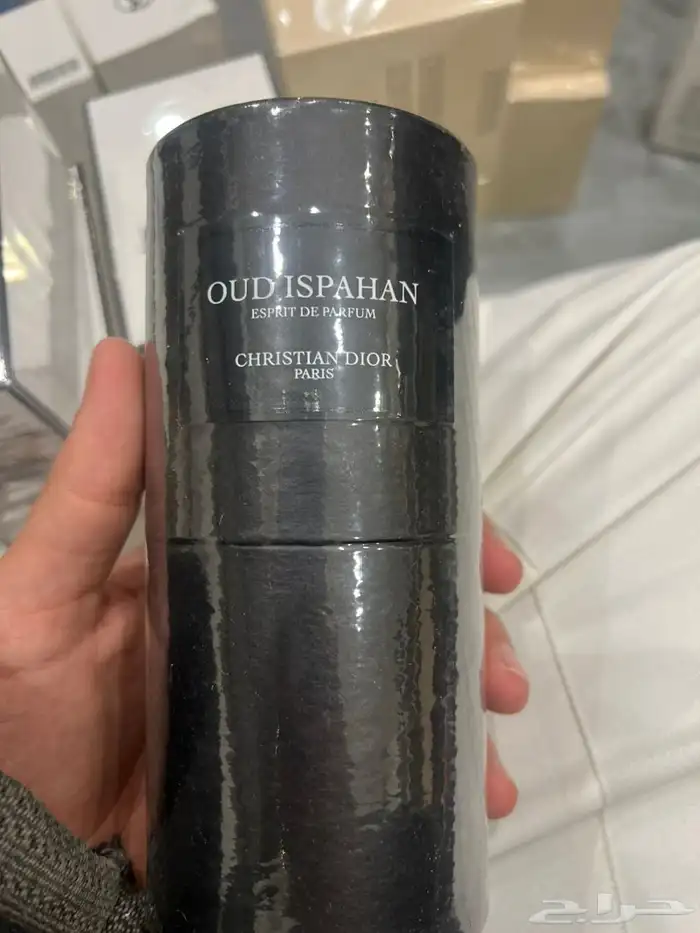 OUD ISPAHAN
ESPRIT DE PARFUM
CHRISTIAN DIOR
PARIS
حراج